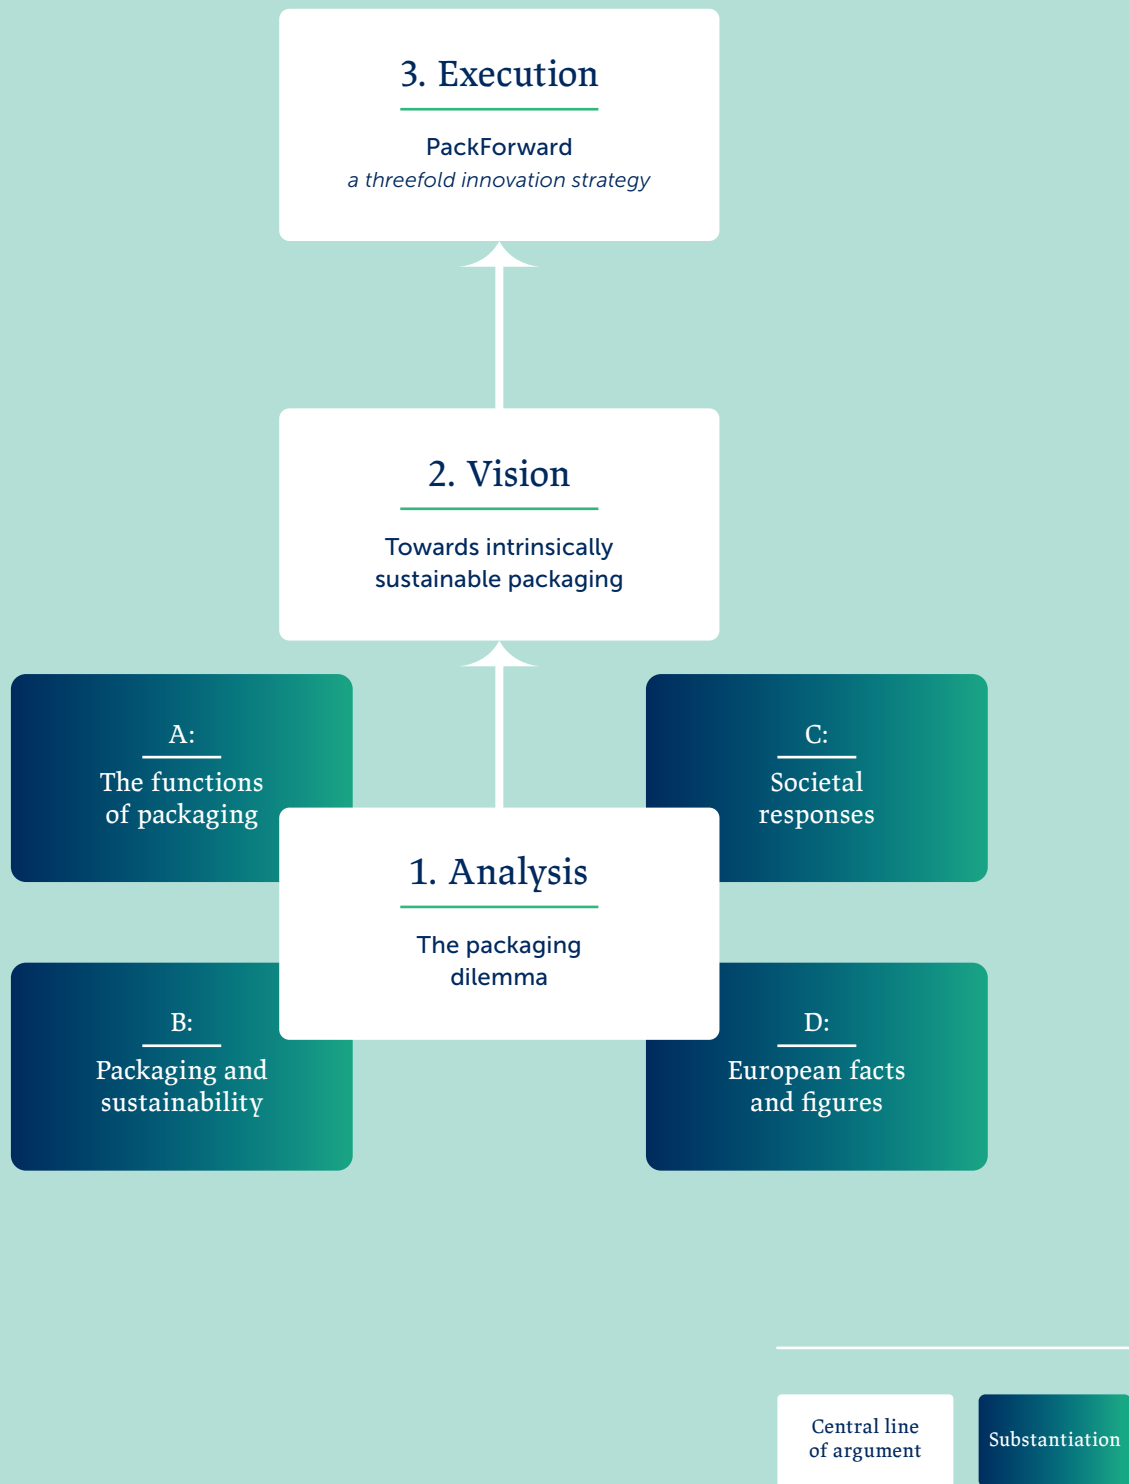 3. Execution
PackForward
a threefold innovation strategy
2. Vision
Towards intrinsically
sustainable packaging
A:
The functions
of packaging
C:
Societal
responses
1. Analysis
The packaging
dilemma
B:
Packaging and
sustainability
D:
European facts
and figures
Central line
of argument
Substantiation